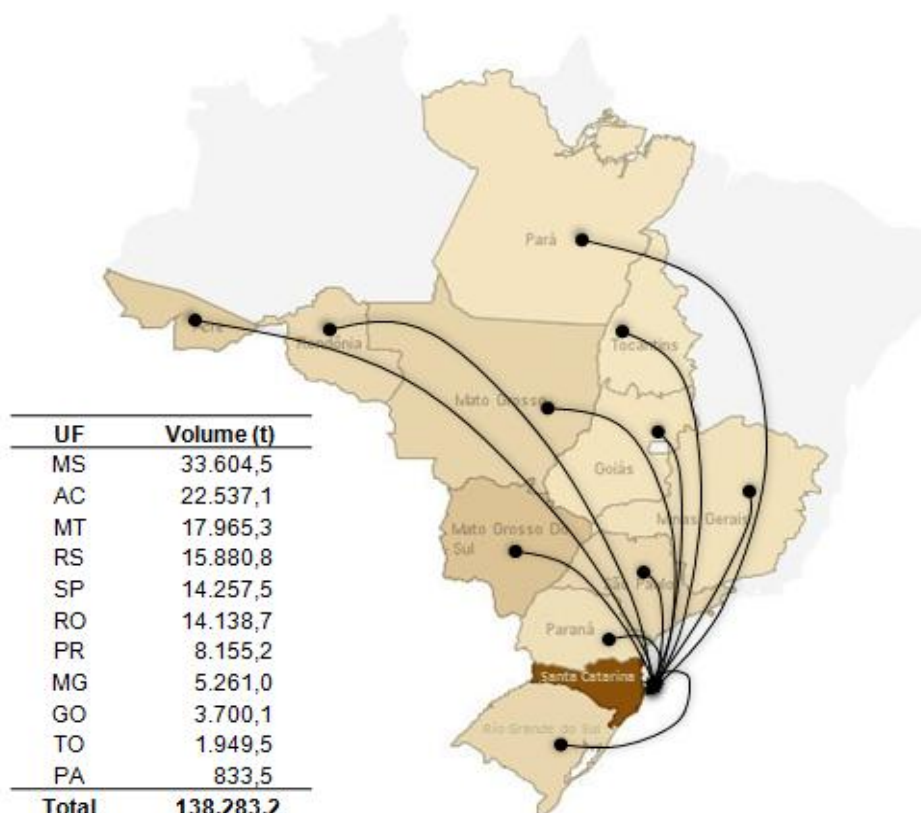 Pará
Tocantins
Rondônia
Mato Grosso
Goiás
Minas Gerais
Mato Grosso Do
Sul
São Paulo
Paraná
Santa Catarina
Rio Grande do Sul
UF Volume (t)
MS 33.604,5
AC 22.537,1
MT 17.965,3
RS 15.880,8
SP 14.257,5
RO 14.138,7
PR 8.155,2
MG 5.261,0
GO 3.700,1
TO 1.949,5
PA 833,5
Total 138.283,2